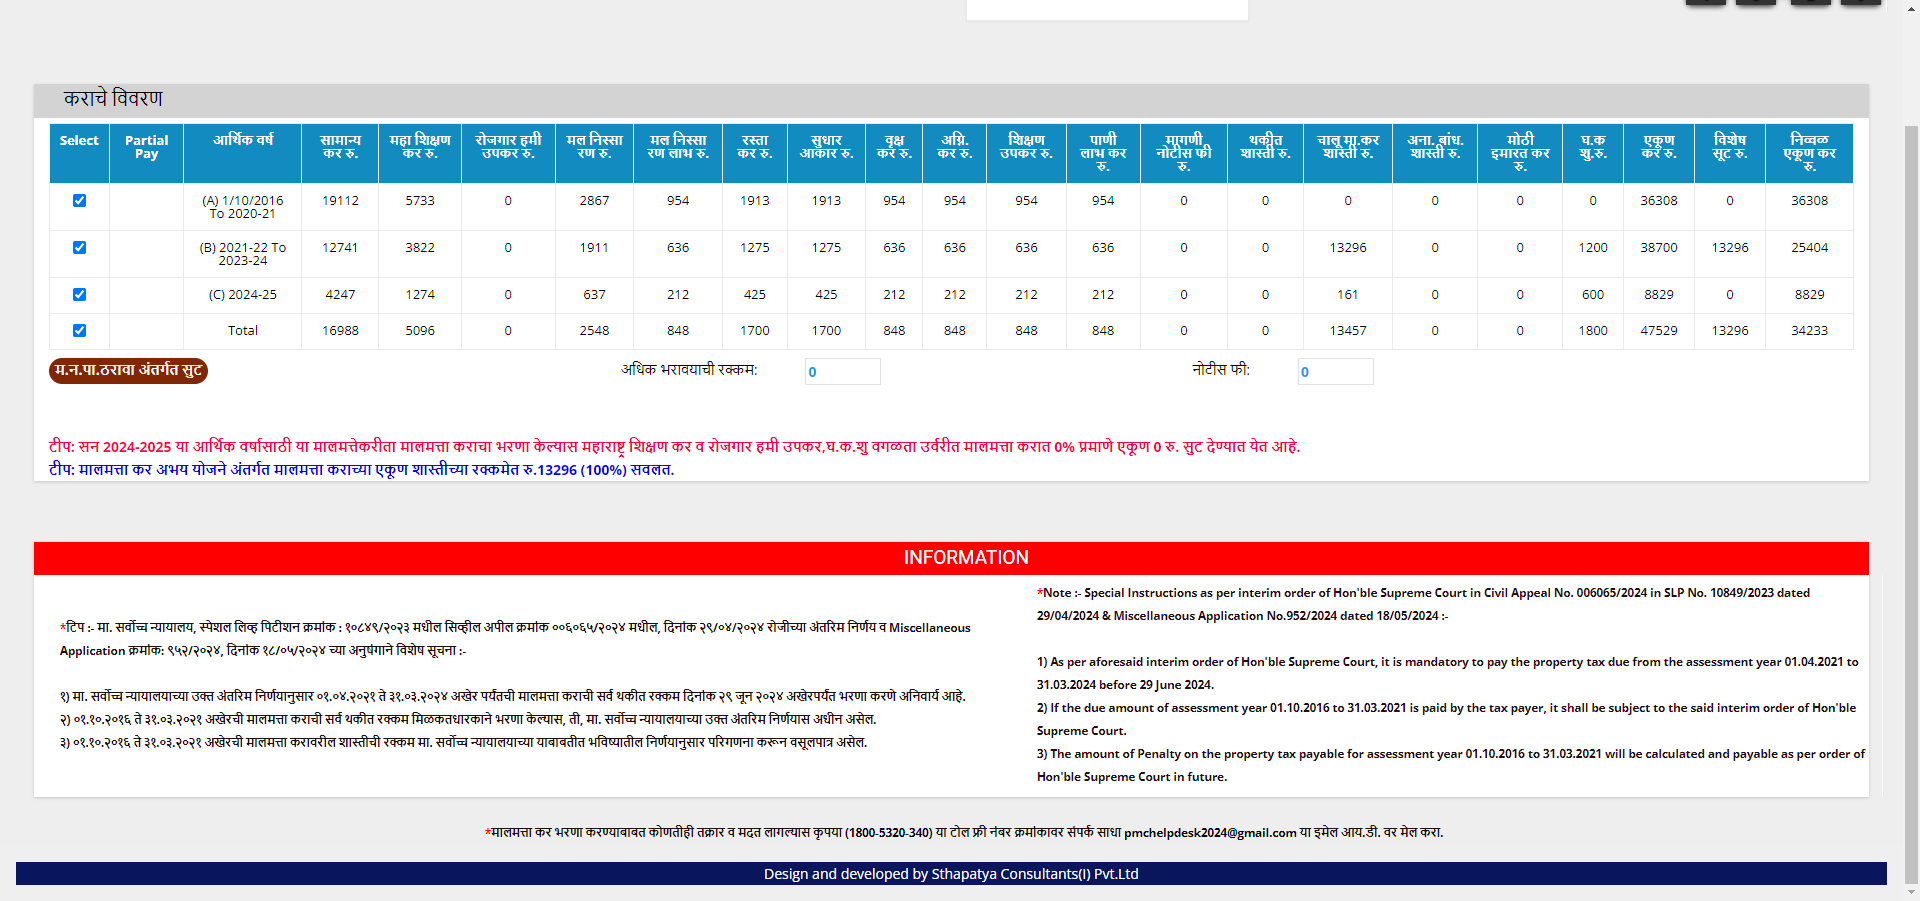 कराचे विवरण
Select Partial Pay आर्थिक वर्ष सामान्य कर रु. महा शिक्षण कर रु. रोजगार हमी उपकर रु. मल निस्सारण रु. मल निस्सारण लाभ रु. रस्ता कर रु. सुधार आकार रु. वृक्ष कर रु. अग्नि. कर रु. शिक्षण उपकर रु. पाणी लाभ कर रु. मागणी नोटीस फी रु. थकीत शास्ती रु. चालू मा.कर शास्ती रु. अना. बांध. शास्ती रु. मोठी इमारत कर रु. घ.क शु.रु. एकूण कर रु. विशेष सूट रु. निव्वळ एकूण कर रु.
(A) 1/10/2016 To 2020-21 19112 5733 0 2867 954 1913 1913 954 954 954 954 0 0 0 0 0 0 36308 0 36308
(B) 2021-22 To 2023-24 12741 3822 0 1911 636 1275 1275 636 636 636 636 0 0 13296 0 0 1200 38700 13296 25404
(C) 2024-25 4247 1274 0 637 212 425 425 212 212 212 212 0 0 161 0 0 600 8829 0 8829
Total 16988 5096 0 2548 848 1700 1700 848 848 848 848 0 0 13457 0 0 1800 47529 13296 34233
म.न.पा.ठरावा अंतर्गत सुट अधिक भरावयाची रक्कम: 0 नोटीस फी: 0
टीप: सन 2024-2025 या आर्थिक वर्षासाठी या मालमत्तेकरीता मालमत्ता कराचा भरणा केल्यास महाराष्ट्र शिक्षण कर व रोजगार हमी उपकर,घ.क.शु वगळता उर्वरीत मालमत्ता करात 0% प्रमाणे एकूण 0 रु. सुट देण्यात येत आहे.
टीप: मालमत्ता कर अभय योजने अंतर्गत मालमत्ता कराच्या एकूण शास्तीच्या रक्कमेत रु.13296 (100%) सवलत.
INFORMATION
*टिप :- मा. सर्वोच्च न्यायालय, स्पेशल लिव्ह पिटीशन क्रमांक : १०८४९/२०२३ मधील सिव्हील अपील क्रमांक ००६०६५/२०२४ मधील, दिनांक २९/०४/२०२४ रोजीच्या अंतरिम निर्णय व Miscellaneous
Application क्रमांक: ९५२/२०२४, दिनांक १८/०५/२०२४ च्या अनुषंगाने विशेष सूचना :-
१) मा. सर्वोच्च न्यायालयाच्या उक्त अंतरिम निर्णयानुसार ०१.०४.२०२१ ते ३१.०३.२०२४ अखेर पर्यंतची मालमत्ता कराची सर्व थकीत रक्कम दिनांक २९ जून २०२४ अखेरपर्यंत भरणा करणे अनिवार्य आहे.
२) ०१.१०.२०१६ ते ३१.०३.२०२१ अखेरची मालमत्ता कराची सर्व थकीत रक्कम मिळकतधारकाने भरणा केल्यास, ती, मा. सर्वोच्च न्यायालयाच्या उक्त अंतरिम निर्णयास अधीन असेल.
३) ०१.१०.२०१६ ते ३१.०३.२०२१ अखेरची मालमत्ता करावरील शास्तीची रक्कम मा. सर्वोच्च न्यायालयाच्या याबाबतीत भविष्यातील निर्णयानुसार परिगणना करून वसूलपात्र असेल.
*Note :- Special Instructions as per interim order of Hon'ble Supreme Court in Civil Appeal No. 006065/2024 in SLP No. 10849/2023 dated
29/04/2024 & Miscellaneous Application No.952/2024 dated 18/05/2024 :-
1) As per aforesaid interim order of Hon'ble Supreme Court, it is mandatory to pay the property tax due from the assessment year 01.04.2021 to
31.03.2024 before 29 June 2024.
2) If the due amount of assessment year 01.10.2016 to 31.03.2021 is paid by the tax payer, it shall be subject to the said interim order of Hon'ble
Supreme Court.
3) The amount of Penalty on the property tax payable for assessment year 01.10.2016 to 31.03.2021 will be calculated and payable as per order of
Hon'ble Supreme Court in future.
*मालमत्ता कर भरणा करण्याबाबत कोणतीही तक्रार व मदत लागल्यास कृपया (1800-5320-340) या टोल फ्री नंबर क्रमांकावर संपर्क साधा pmchelpdesk2024@gmail.com या इमेल आय.डी. वर मेल करा.
Design and developed by Sthapatya Consultants(I) Pvt.Ltd